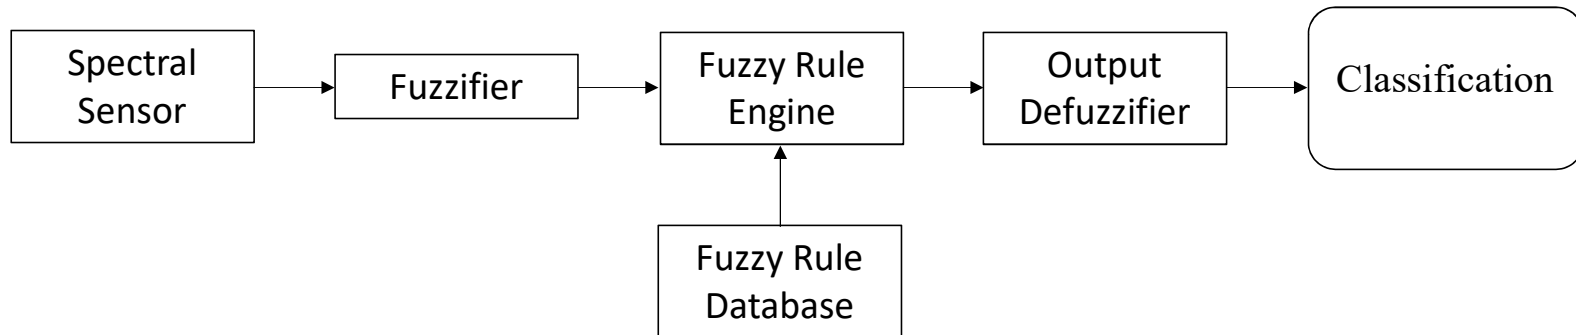 Spectral
Sensor
Fuzzifier
Fuzzy Rule
Engine
Output
Defuzzifier
Classification
Fuzzy Rule
Database